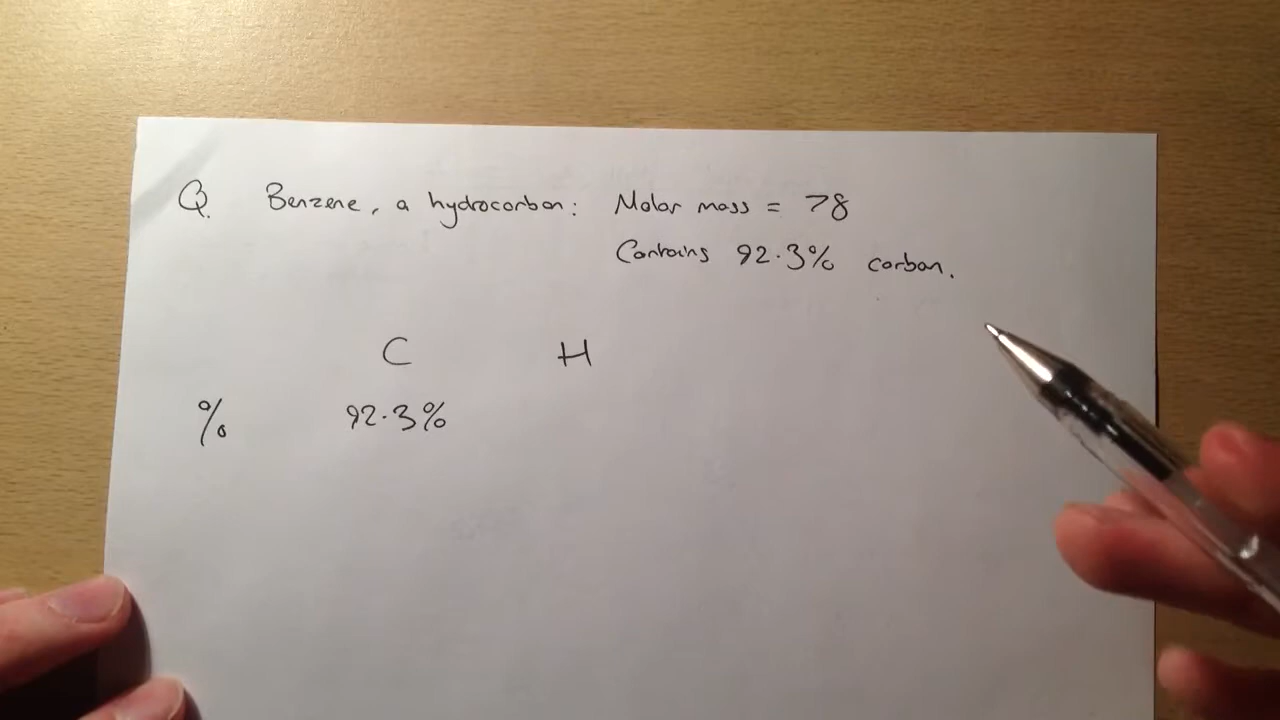 Q. Benzene, a hydrocarbon: Molar mass = 78
Contains 92.3% carbon.
C H
% 92.3%